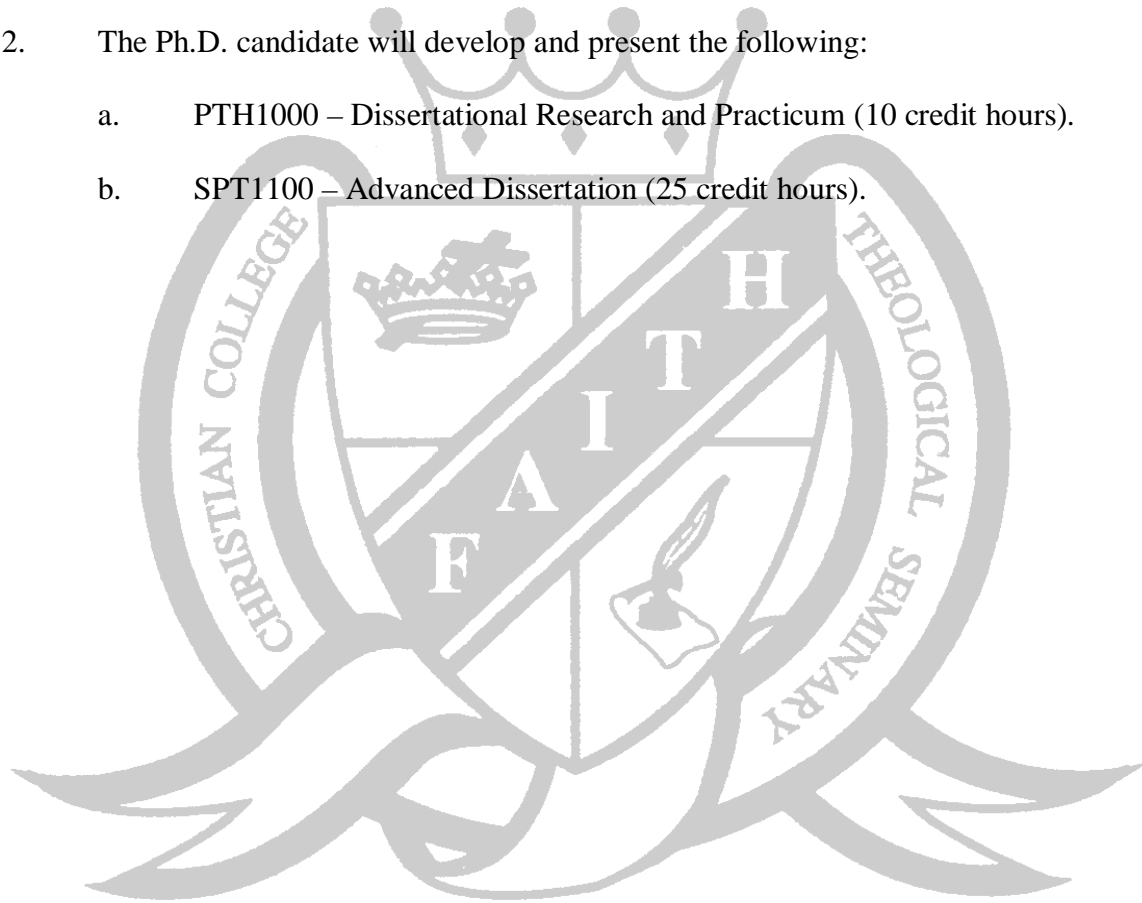 2. The Ph.D. candidate will develop and present the following:
a. PTH1000 – Dissertational Research and Practicum (10 credit hours).
b. SPT1100 – Advanced Dissertation (25 credit hours).
CHRISTIAN COLLEGE
THEOLOGICAL SEMINARY
FAITH